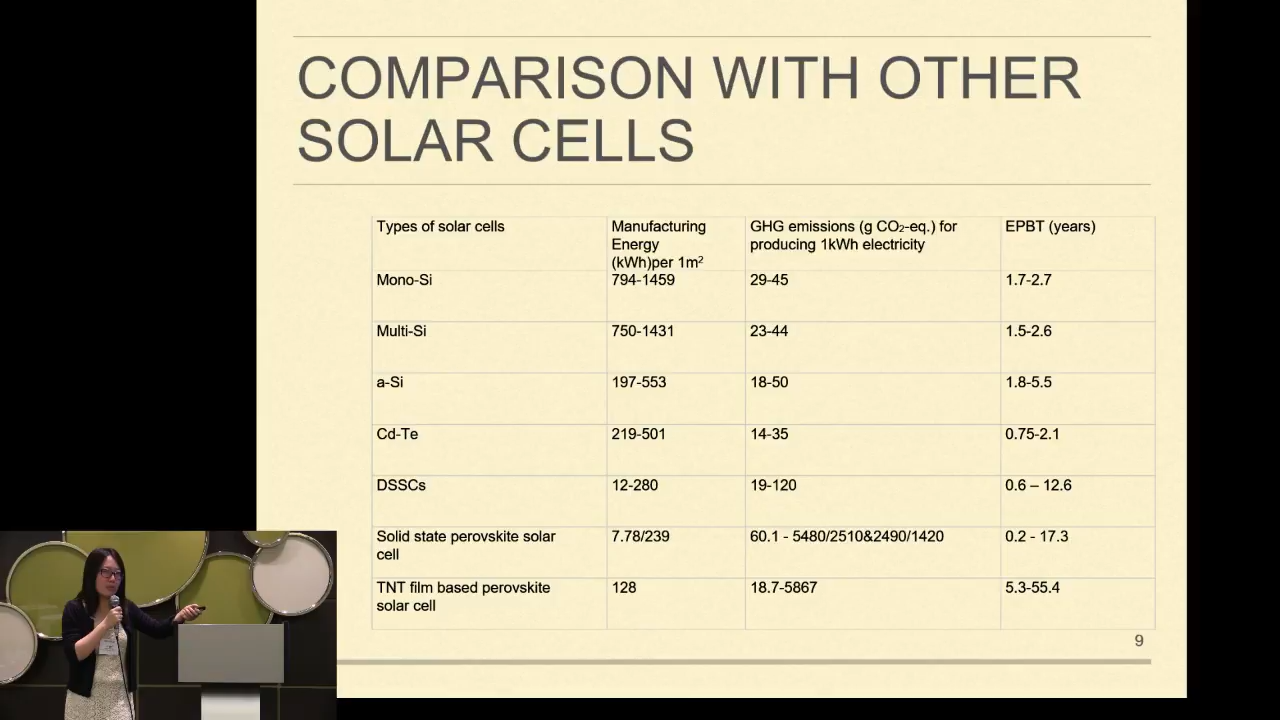 COMPARISON WITH OTHER
SOLAR CELLS
Types of solar cells
Manufacturing
Energy
(kWh)per 1m²
GHG emissions (g CO₂-eq.) for
producing 1kWh electricity
EPBT (years)
Mono-Si
794-1459
29-45
1.7-2.7
Multi-Si
750-1431
23-44
1.5-2.6
a-Si
197-553
18-50
1.8-5.5
Cd-Te
219-501
14-35
0.75-2.1
DSSCs
12-280
19-120
0.6 – 12.6
Solid state perovskite solar
cell
7.78/239
60.1 - 5480/2510&2490/1420
0.2 - 17.3
TNT film based perovskite
solar cell
128
18.7-5867
5.3-55.4
9